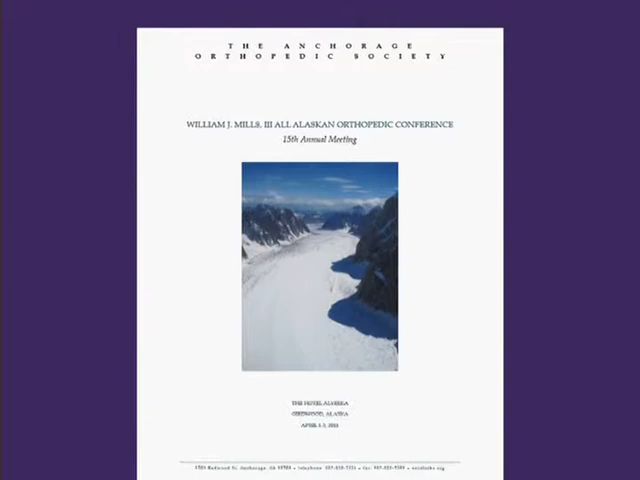 THE ANCHORAGE
ORTHOPEDIC SOCIETY
WILLIAM J. MILLS, III ALL ALASKAN ORTHOPEDIC CONFERENCE
15th Annual Meeting
THE HOTEL ALYESKA
GIRDWOOD, ALASKA
APRIL